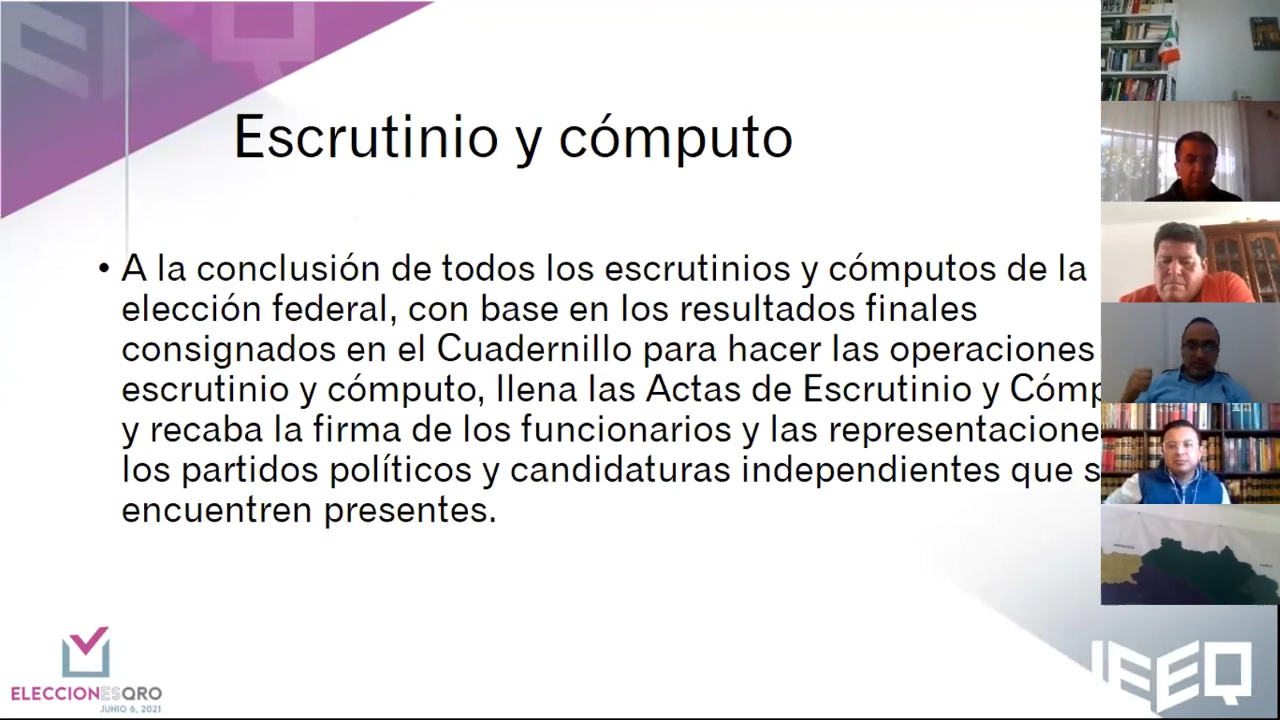 Escrutinio y cómputo
• A la conclusión de todos los escrutinios y cómputos de la
elección federal, con base en los resultados finales
consignados en el Cuadernillo para hacer las operaciones
escrutinio y cómputo, llena las Actas de Escrutinio y Cómp
y recaba la firma de los funcionarios y las representacione
los partidos políticos y candidaturas independientes que s
encuentren presentes.
ELECCIONESQRO
JUNIO 6, 2021
IEEQ